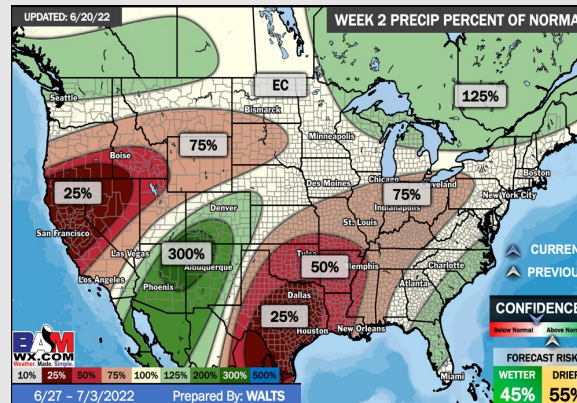 UPDATED: 6/20/22
WEEK 2 PRECIP PERCENT OF NORMA
Seattle
EC
Bismarck
125%
Minneapolis
75%
Boise
Boston
25%
Des Moines
Chicago
75%
Cleveland
New York City
Indianapolis
Denver
St. Louis
San Francisco
Las Vegas
300%
Albuquerque
Tulsa
50%
Memphis
Charlotte
CURREN
Los Angeles
Phoenix
Atlanta
PREVIOU
Dallas
25%
Houston
New Orleans
CONFIDENCE
Below Normal
Above Norm
BAM
WX.COM
Weather. Made. Simple.
FORECAST RISK
Miami
WETTER
DRIER
10% 25% 50% 75% 100% 125% 200% 300% 500%
45%
55%
6/27 - 7/3/2022
Prepared By: WALTS